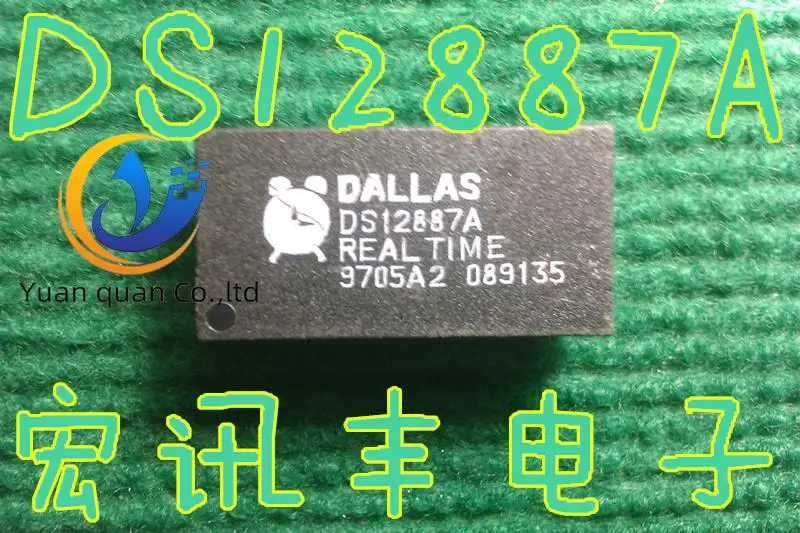 DS12887A
DALLAS
DS12887A
REAL TIME
9705A2 089135
Yuan quan Co.,ltd
宏讯丰电子